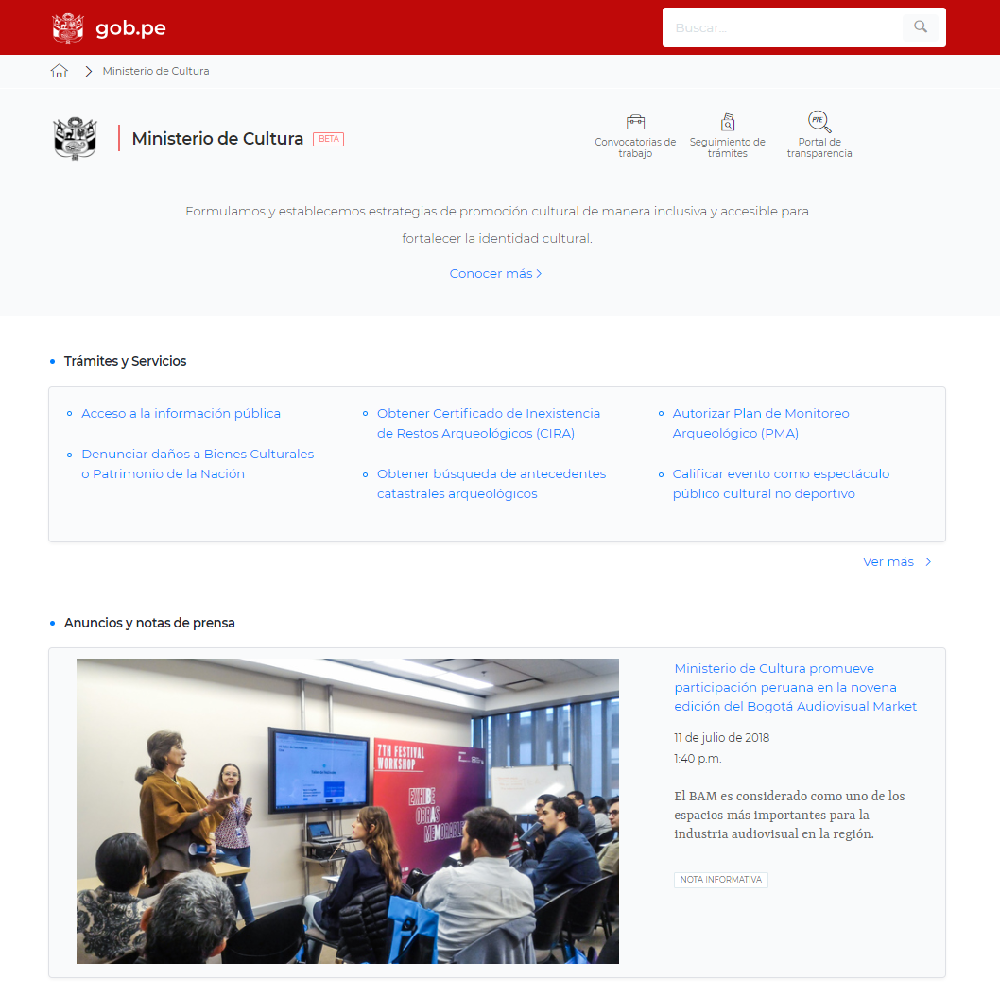 gob.pe
Buscar...
Ministerio de Cultura
Ministerio de Cultura BETA
Convocatorias de
trabajo
Seguimiento de
trámites
PTE
Portal de
transparencia
Formulamos y establecemos estrategias de promoción cultural de manera inclusiva y accesible para
fortalecer la identidad cultural.
Conocer más
Trámites y Servicios
Acceso a la información pública
Denunciar daños a Bienes Culturales
o Patrimonio de la Nación
Obtener Certificado de Inexistencia
de Restos Arqueológicos (CIRA)
Obtener búsqueda de antecedentes
catastrales arqueológicos
Autorizar Plan de Monitoreo
Arqueológico (PMA)
Calificar evento como espectáculo
público cultural no deportivo
Ver más
Anuncios y notas de prensa
7TH FESTIVAL
WORKSHOP
EXHIBE
OBRAS
MEMORABLE
Ministerio de Cultura promueve
participación peruana en la novena
edición del Bogotá Audiovisual Market
11 de julio de 2018
1:40 p.m.
El BAM es considerado como uno de los
espacios más importantes para la
industria audiovisual en la región.
NOTA INFORMATIVA